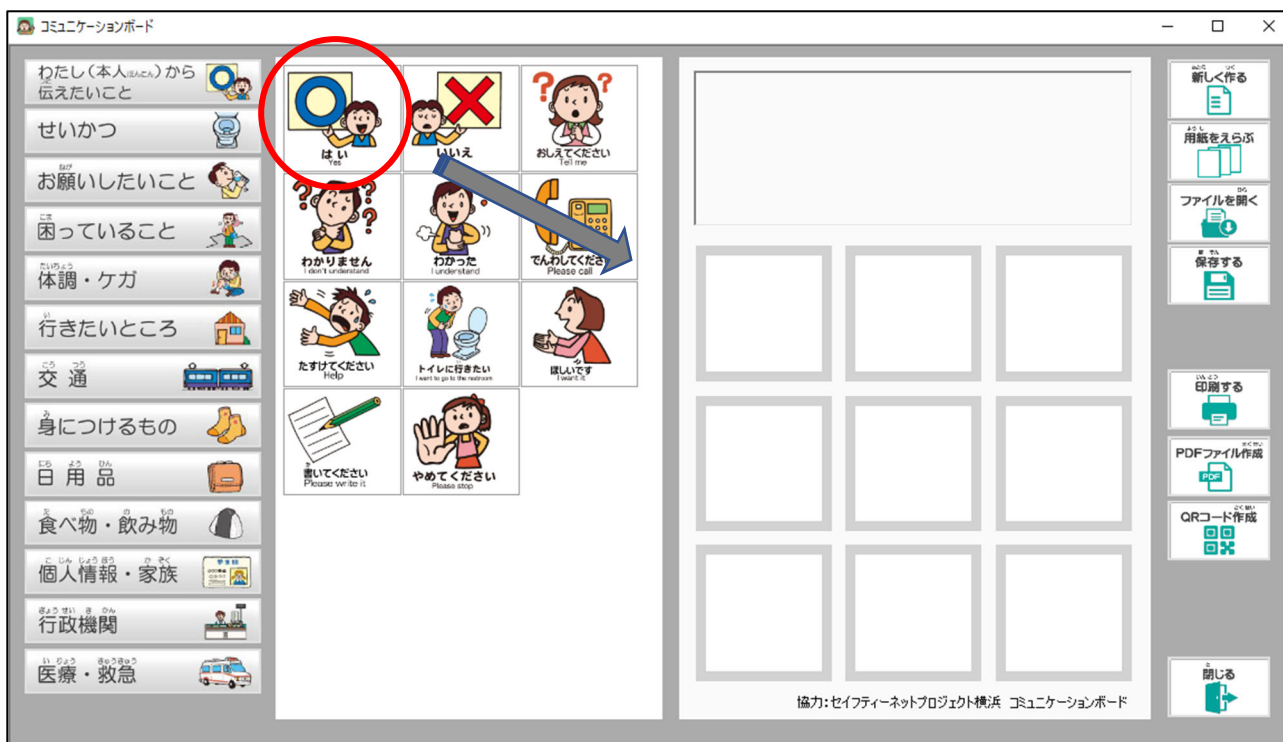 コミュニケーションボード
わたし(本人ほんにん)から
伝えたいこと
せいかつ
お願いしたいこと
困っていること
体調・ケガ
行きたいところ
交通
身につけるもの
日用品
食べ物・飲み物
個人情報・家族
行政機関
医療・救急
はい
Yes
いいえ
おしえてください
Tell me
わかりません
I don't understand
わかった
I understand
でんわしてくださ
Please call
たすけてください
Help
トイレに行きたい
I want to go to the restroom
ほしいです
I want it
書いてください
Please write it
やめてください
Please stop
協力:セイフティーネットプロジェクト横浜 コミュニケーションボード
新しく作る
用紙をえらぶ
ファイルを開く
保存する
印刷する
PDFファイル作成
PDF
QRコード作成
閉じる